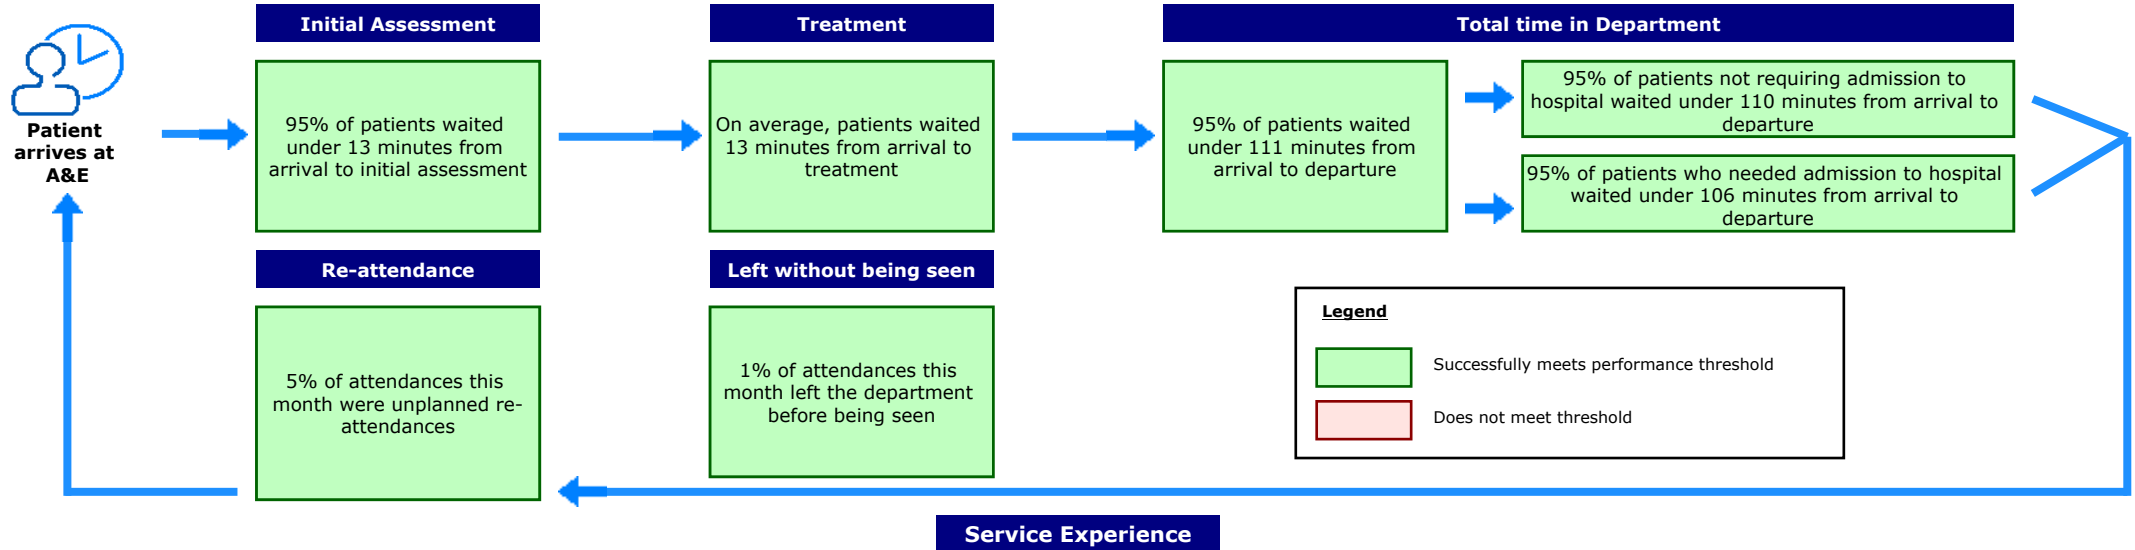 Patient
arrives at
A&E
Initial Assessment
95% of patients waited
under 13 minutes from
arrival to initial assessment
Treatment
On average, patients waited
13 minutes from arrival to
treatment
Total time in Department
95% of patients waited
under 111 minutes from
arrival to departure
95% of patients not requiring admission to
hospital waited under 110 minutes from arrival to
departure
95% of patients who needed admission to hospital
waited under 106 minutes from arrival to
departure
Re-attendance
5% of attendances this
month were unplanned re-
attendances
Left without being seen
1% of attendances this
month left the department
before being seen
Legend
Successfully meets performance threshold
Does not meet threshold
Service Experience